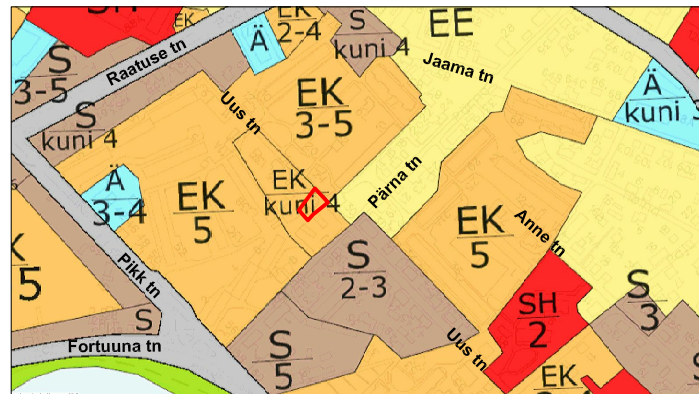 EK
EK
2-4
S
kuni 4
EE
SH
S
3-5
Ä
Raatuse tn
Jaama tn
Ä
kuni 3
S
kuni 4
Uus tn
EK
3-5
Ä
3-4
EK
5
EK
kuni 4
Pärna tn
EK
5
Anne tn
K
5
Pikk tn
S
2-3
S
3
SH
2
S
Fortuuna tn
S
5
Uus tn
EK
S